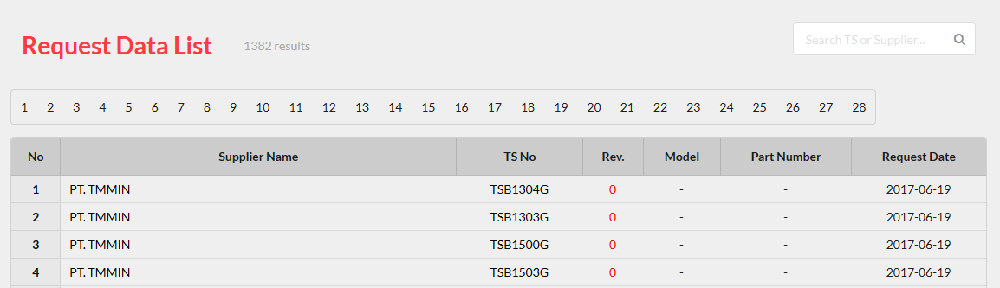 Request Data List 1382 results Search TS or Supplier...
1 2 3 4 5 6 7 8 9 10 11 12 13 14 15 16 17 18 19 20 21 22 23 24 25 26 27 28
No Supplier Name TS No Rev. Model Part Number Request Date
1 PT. TMMIN TSB1304G 0 - - 2017-06-19
2 PT. TMMIN TSB1303G 0 - - 2017-06-19
3 PT. TMMIN TSB1500G 0 - - 2017-06-19
4 PT. TMMIN TSB1503G 0 - - 2017-06-19